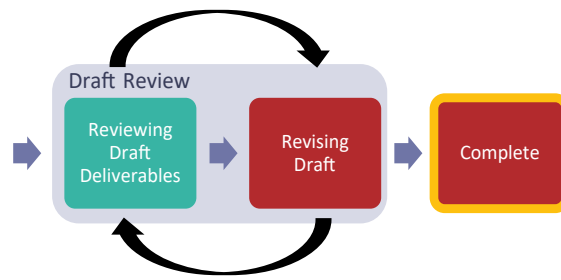 Draft Review
Reviewing
Draft
Deliverables
Revising
Draft
Complete